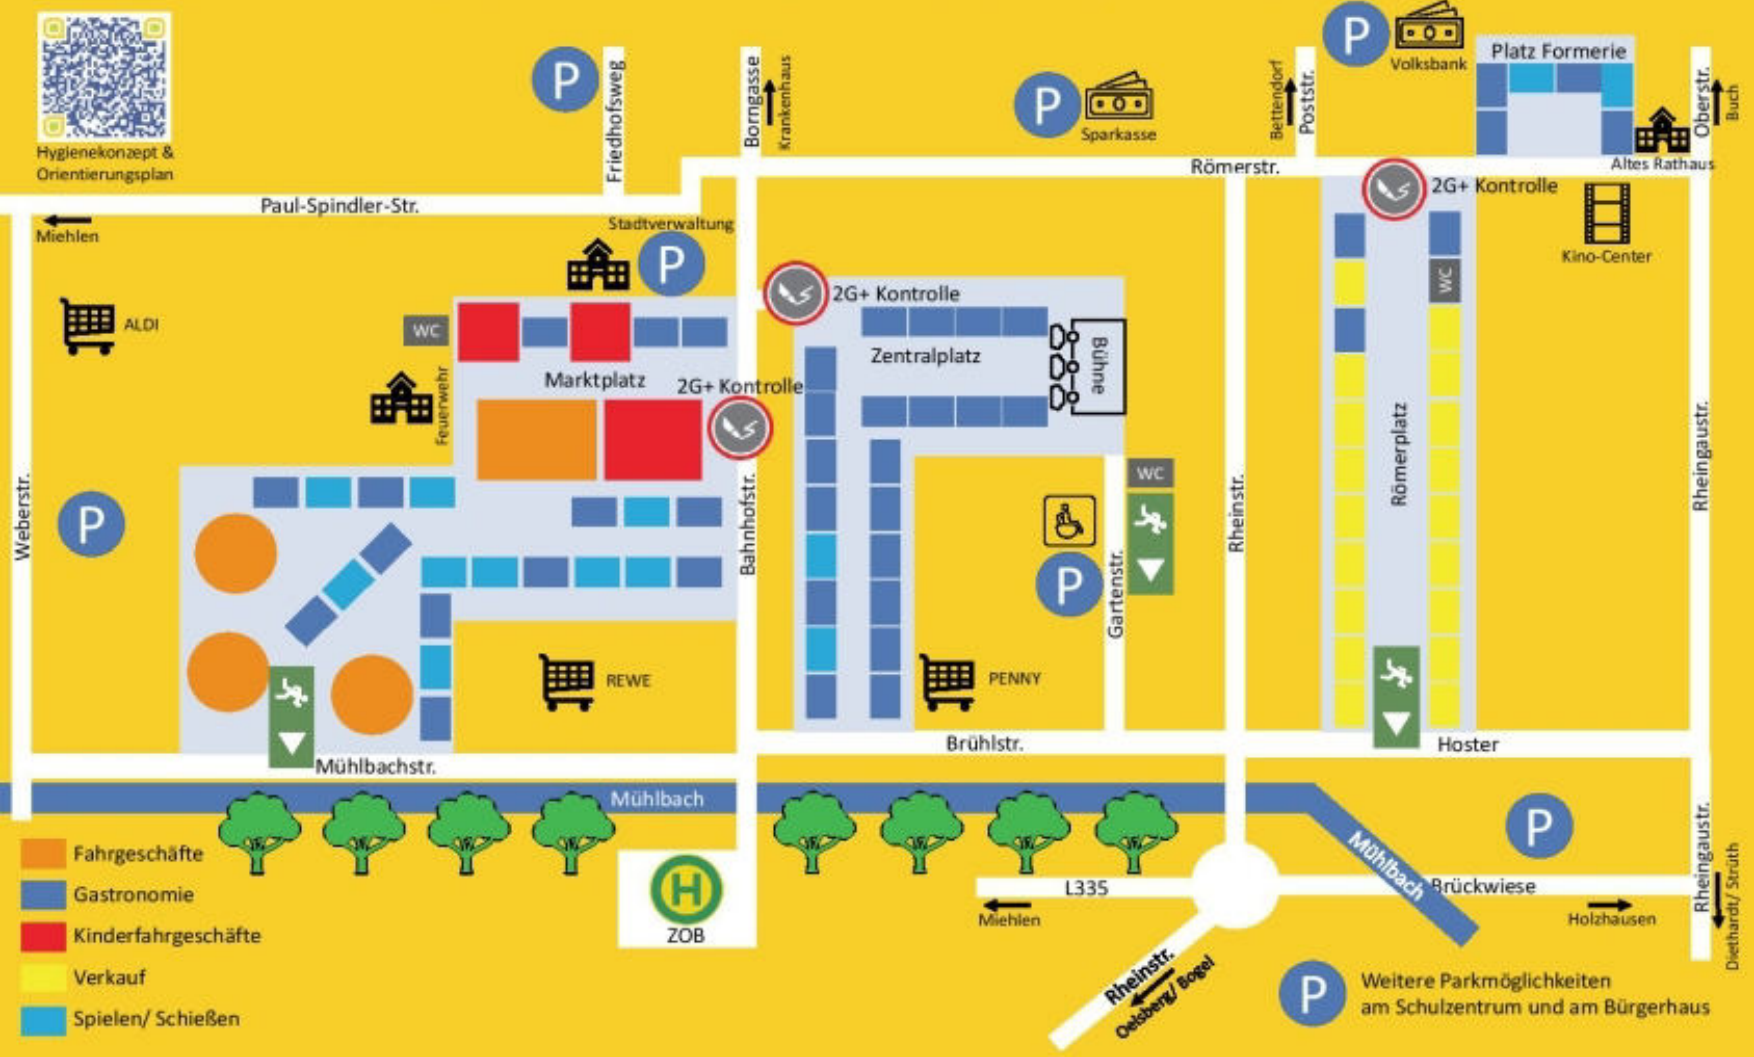 Hygienekonzept &
Orientierungsplan
P
Friedhofsweg
Borngasse
Krankenhaus
P
Sparkasse
Bettendorf
Poststr.
P
Volksbank
Platz Formerie
Oberstr.
Buch
Altes Rathaus
Römerstr.
2G+ Kontrolle
Kino-Center
Paul-Spindler-Str.
Miehlen
Stadtverwaltung
P
ALDI
WC
Feuerwehr
Marktplatz
2G+ Kontrolle
2G+ Kontrolle
Zentralplatz
Bühne
WC
Römerplatz
Rheingaustr.
Weberstr.
P
Bahnhofstr.
WC
P
Gartenstr.
Rheinstr.
REWE
PENNY
Brühlstr.
Hoster
Mühlbachstr.
Mühlbach
Mühlbach
P
Fahrgeschäfte
Gastronomie
Kinderfahrgeschäfte
Verkauf
Spielen/ Schießen
H
ZOB
L335
Miehlen
Brückwiese
Holzhausen
Rheingaustr.
Diethardt/ Strüth
Rheinstr.
Oelsberg/ Bogel
P
Weitere Parkmöglichkeiten
am Schulzentrum und am Bürgerhaus